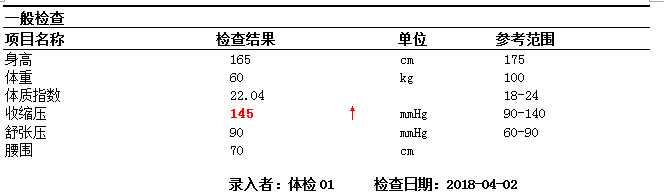 一般检查
项目名称 检查结果 单位 参考范围
身高 165 cm 175
体重 60 kg 100
体质指数 22.04 18-24
收缩压 145 ↑ mmHg 90-140
舒张压 90 mmHg 60-90
腰围 70 cm
录入者：体检01 检查日期：2018-04-02